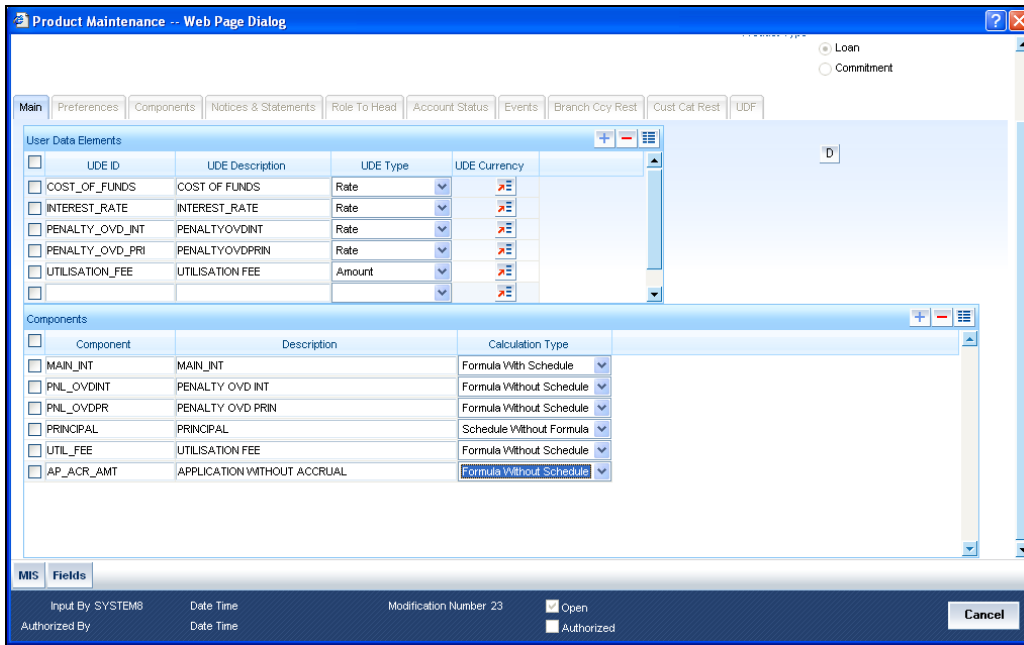 Product Maintenance -- Web Page Dialog
Loan
Commitment
Main Preferences Components Notices & Statements Role To Head Account Status Events Branch Ccy Rest Cust Cat Rest UDF
User Data Elements
D
UDE ID UDE Description UDE Type UDE Currency
COST_OF_FUNDS COST OF FUNDS Rate
INTEREST_RATE INTEREST_RATE Rate
PENALTY_OVD_INT PENALTYOVDINT Rate
PENALTY_OVD_PRI PENALTYOVDPRIN Rate
UTILISATION_FEE UTILISATION FEE Amount
Components
Component Description Calculation Type
MAIN_INT MAIN_INT Formula With Schedule
PNL_OVDINT PENALTY OVD INT Formula Without Schedule
PNL_OVDPR PENALTY OVD PRIN Formula Without Schedule
PRINCIPAL PRINCIPAL Schedule Without Formula
UTIL_FEE UTILISATION FEE Formula Without Schedule
AP_ACR_AMT APPLICATION WITHOUT ACCRUAL Formula Without Schedule
MIS Fields
Input By SYSTEM8 Date Time Modification Number 23 Open
Authorized By Date Time Authorized
Cancel